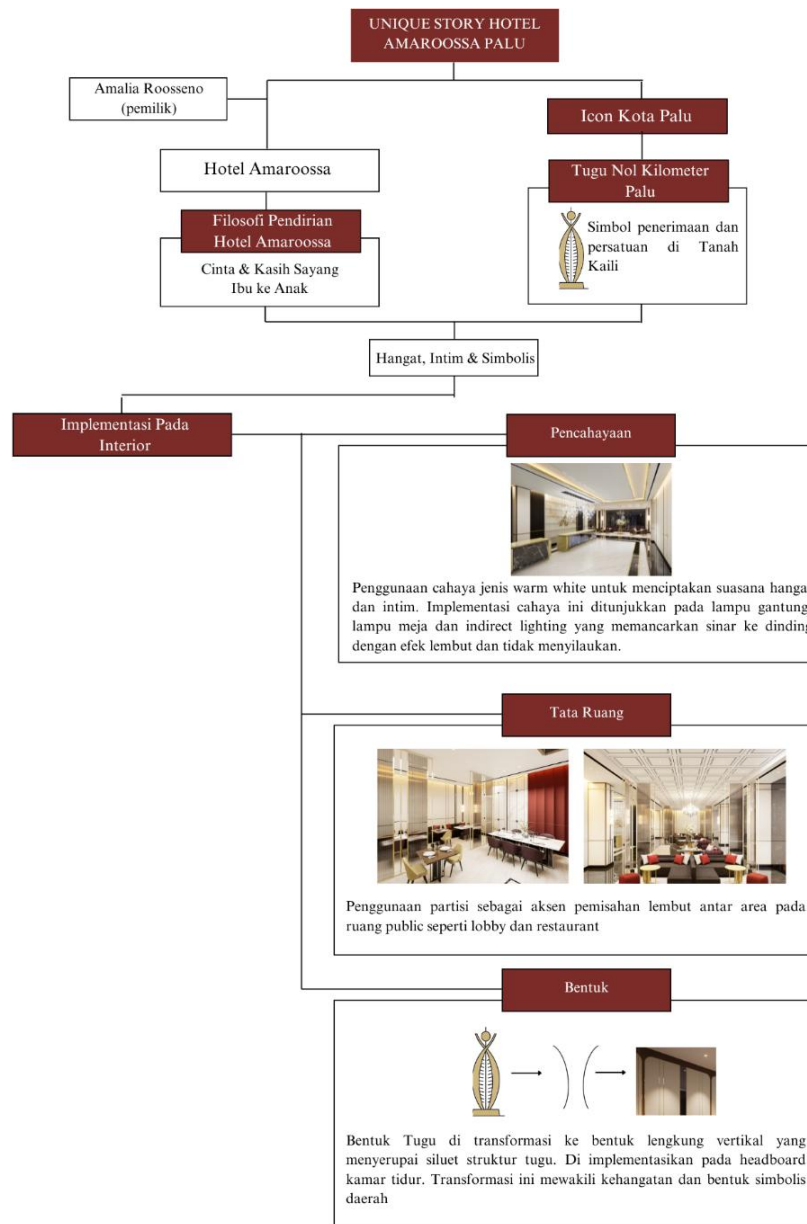 UNIQUE STORY HOTEL
AMAROOSSA PALU
Amalia Roosseno
(pemilik)
Icon Kota Palu
Hotel Amaroossa
Tugu Nol Kilometer
Palu
Filosofi Pendirian
Hotel Amaroossa
Simbol penerimaan dan
persatuan di Tanah
Kaili
Cinta & Kasih Sayang
Ibu ke Anak
Hangat, Intim & Simbolis
Implementasi Pada
Interior
Pencahayaan
Penggunaan cahaya jenis warm white untuk menciptakan suasana hanga
dan intim. Implementasi cahaya ini ditunjukkan pada lampu gantung
lampu meja dan indirect lighting yang memancarkan sinar ke dinding
dengan efek lembut dan tidak menyilaukan.
Tata Ruang
Penggunaan partisi sebagai aksen pemisahan lembut antar area pada
ruang public seperti lobby dan restaurant
Bentuk
Bentuk Tugu di transformasi ke bentuk lengkung vertikal yang
menyerupai siluet struktur tugu. Di implementasikan pada headboard
kamar tidur. Transformasi ini mewakili kehangatan dan bentuk simbolis
daerah